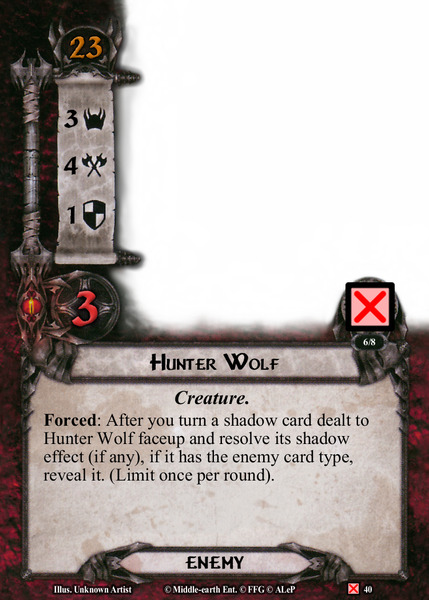 23
3
4
1
3
6/8
Hunter Wolf
Creature.
Forced: After you turn a shadow card dealt to
Hunter Wolf faceup and resolve its shadow
effect (if any), if it has the enemy card type,
reveal it. (Limit once per round).
ENEMY
Illus. Unknown Artist © Middle-earth Ent. © FFG © ALeP 40